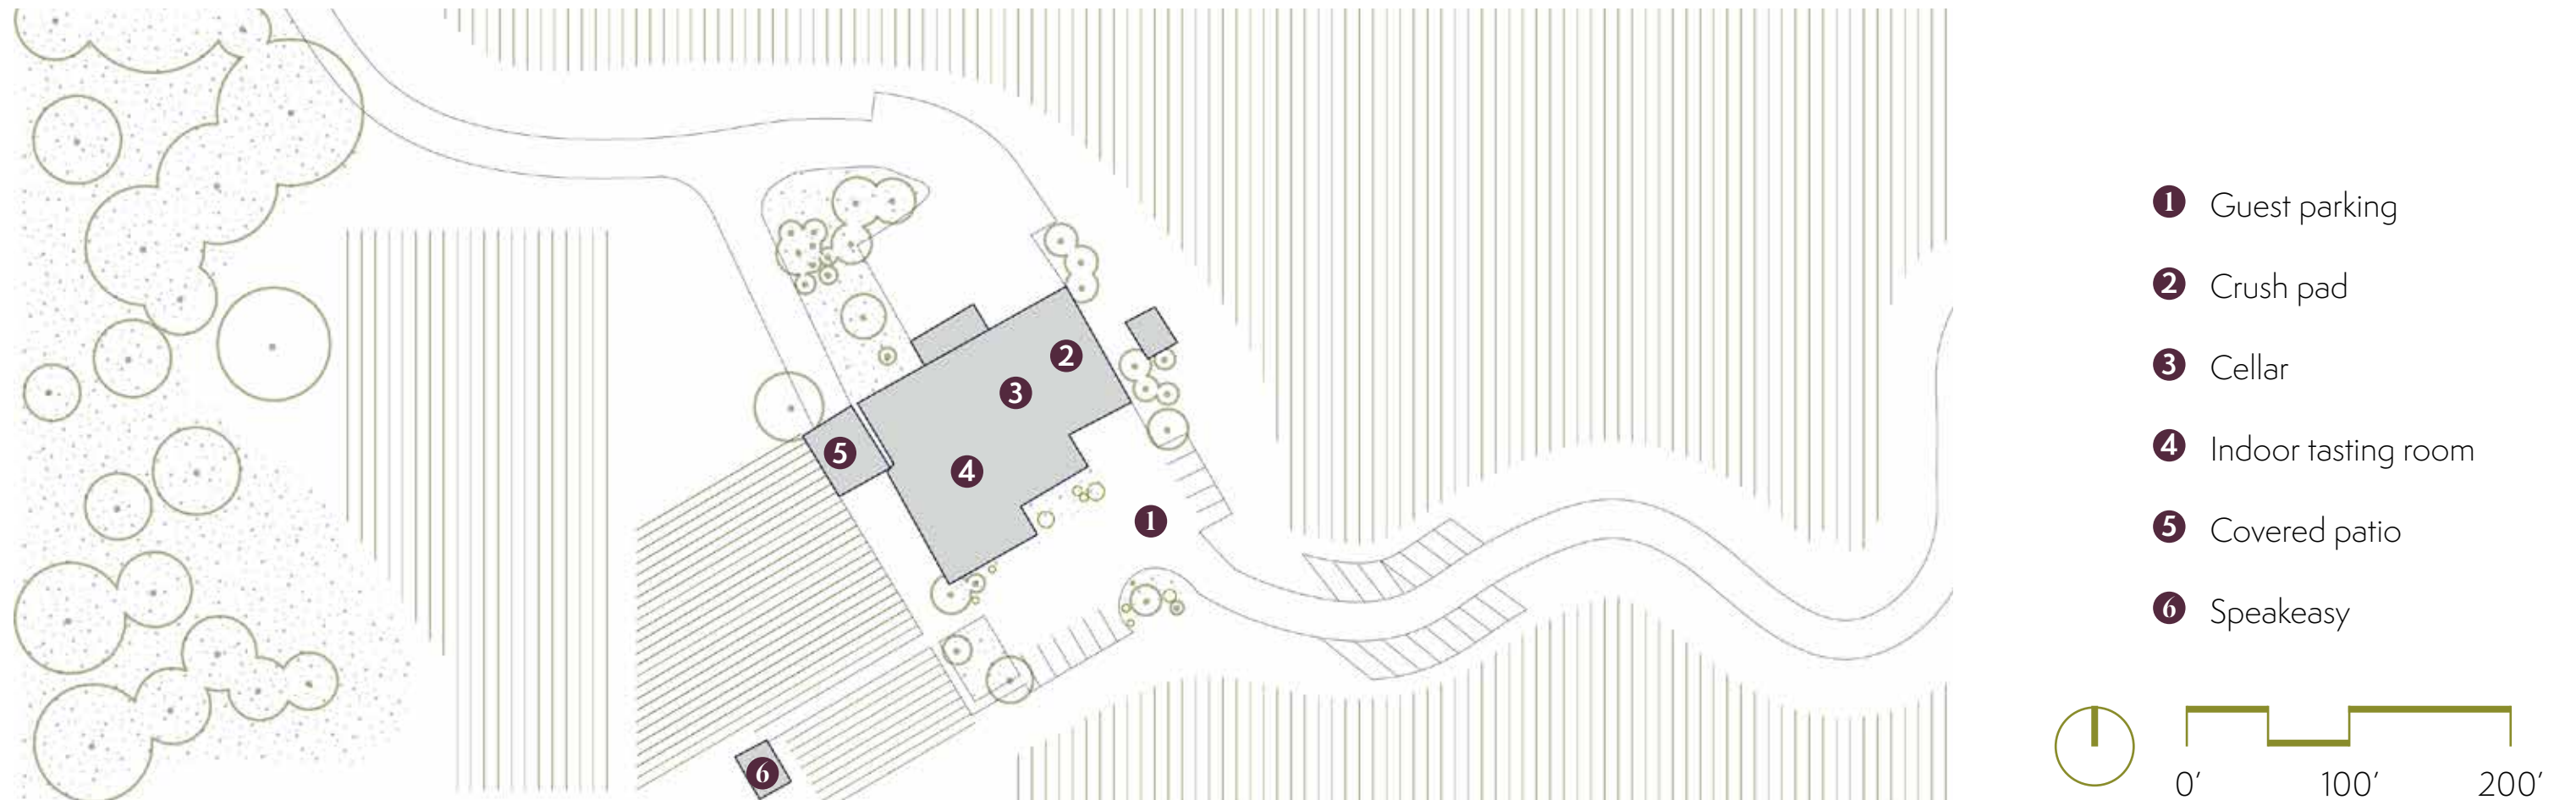 2
3
5
4
1
6
1 Guest parking
2 Crush pad
3 Cellar
4 Indoor tasting room
5 Covered patio
6 Speakeasy
0′ 100′ 200′